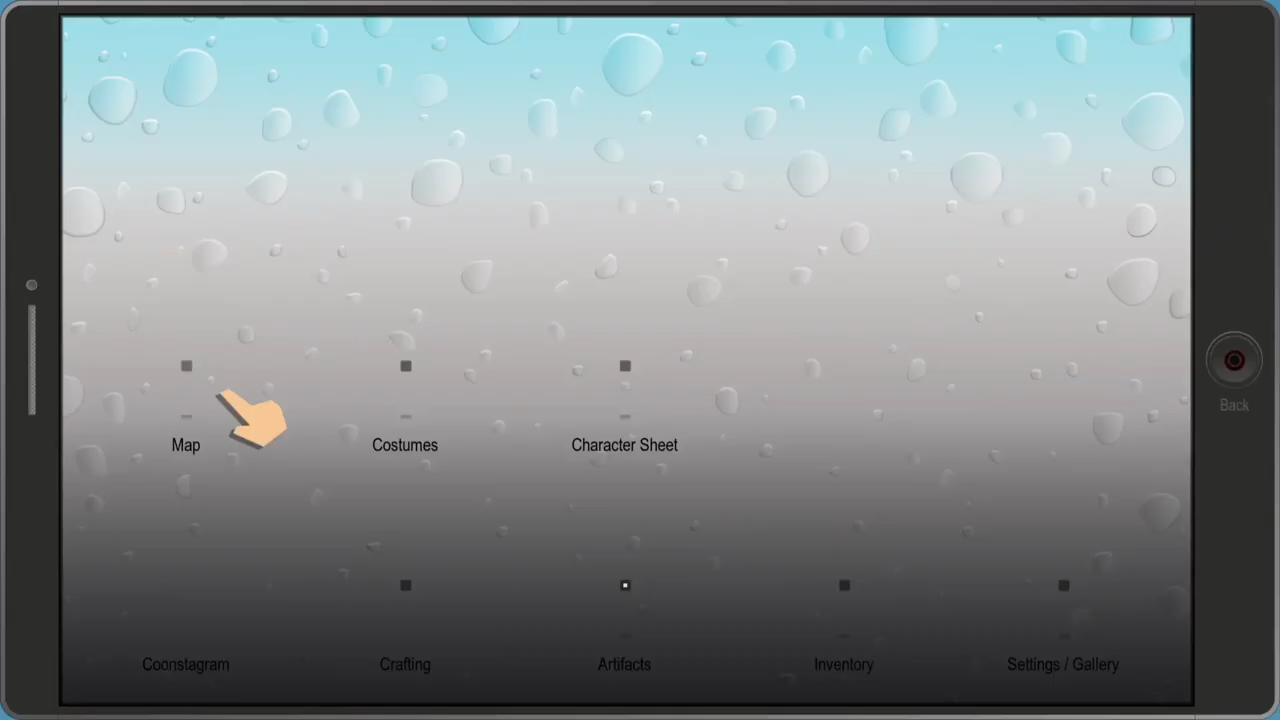 Map
Costumes
Character Sheet
Back
Coonstagram
Crafting
Artifacts
Inventory
Settings / Gallery